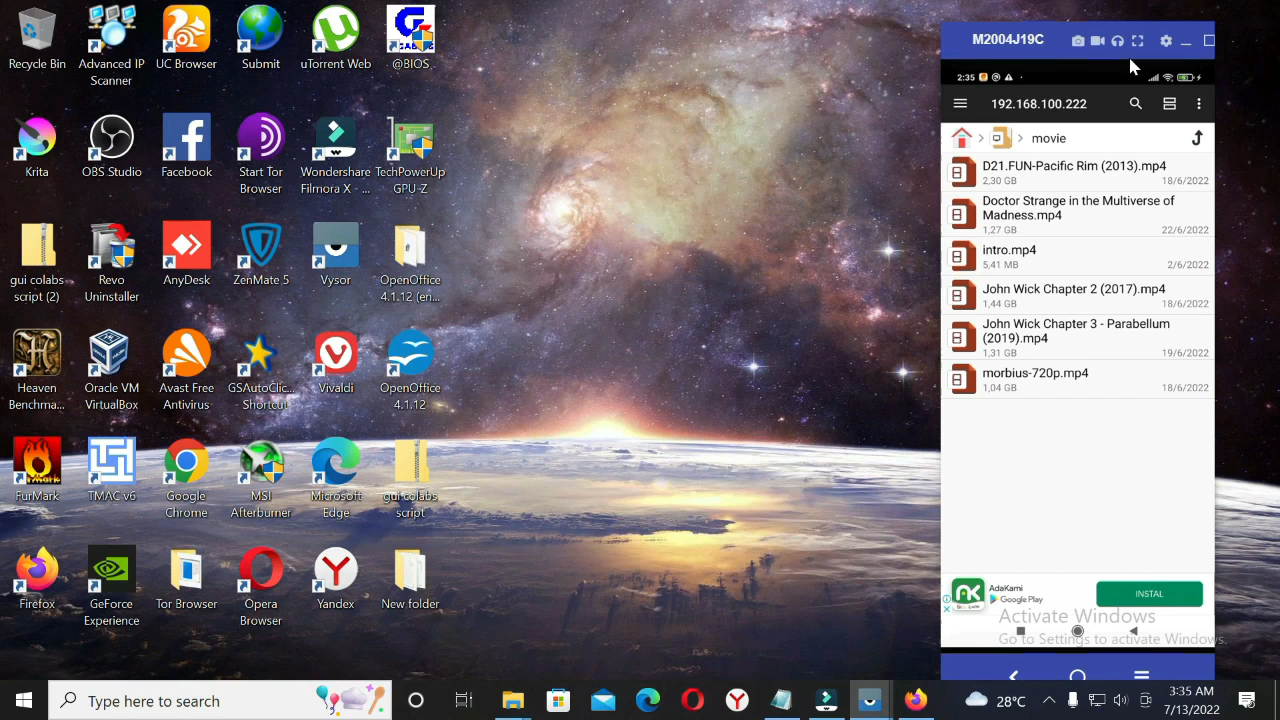 Recycle Bin
Advanced IP
Scanner
UC Browser
Submit
uTorrent Web
@BIOS
Krita
OBS Studio
Facebook
Start Tor
Browser
Wondershare
Filmora X - ...
TechPowerUp
GPU-Z
gui colabs
script (2)
Revo
Uninstaller
AnyDesk
ZenMate 5
Vysor
OpenOffice
4.1.12 (en...
Heaven
Benchma...
Oracle VM
VirtualBox
Avast Free
Antivirus
GSAutoClic...
Shortcut
Vivaldi
OpenOffice
4.1.12
FurMark
TMAC v6
Google
Chrome
MSI
Afterburner
Microsoft
Edge
gui colabs
script
Firefox
GeForce
Experience
Tor Browser
Opera
Browser
Yandex
New folder
M2004J19C
2:35
192.168.100.222
movie
D21.FUN-Pacific Rim (2013).mp4
2,30 GB 18/6/2022
Doctor Strange in the Multiverse of
Madness.mp4
1,27 GB 22/6/2022
intro.mp4
5,41 MB 2/6/2022
John Wick Chapter 2 (2017).mp4
1,44 GB 18/6/2022
John Wick Chapter 3 - Parabellum
(2019).mp4
1,31 GB 19/6/2022
morbius-720p.mp4
1,04 GB 18/6/2022
AdaKami
Google Play
INSTAL
Activate Windows
Go to Settings to activate Windows.
Type here to search
28°C
3:35 AM
7/13/2022